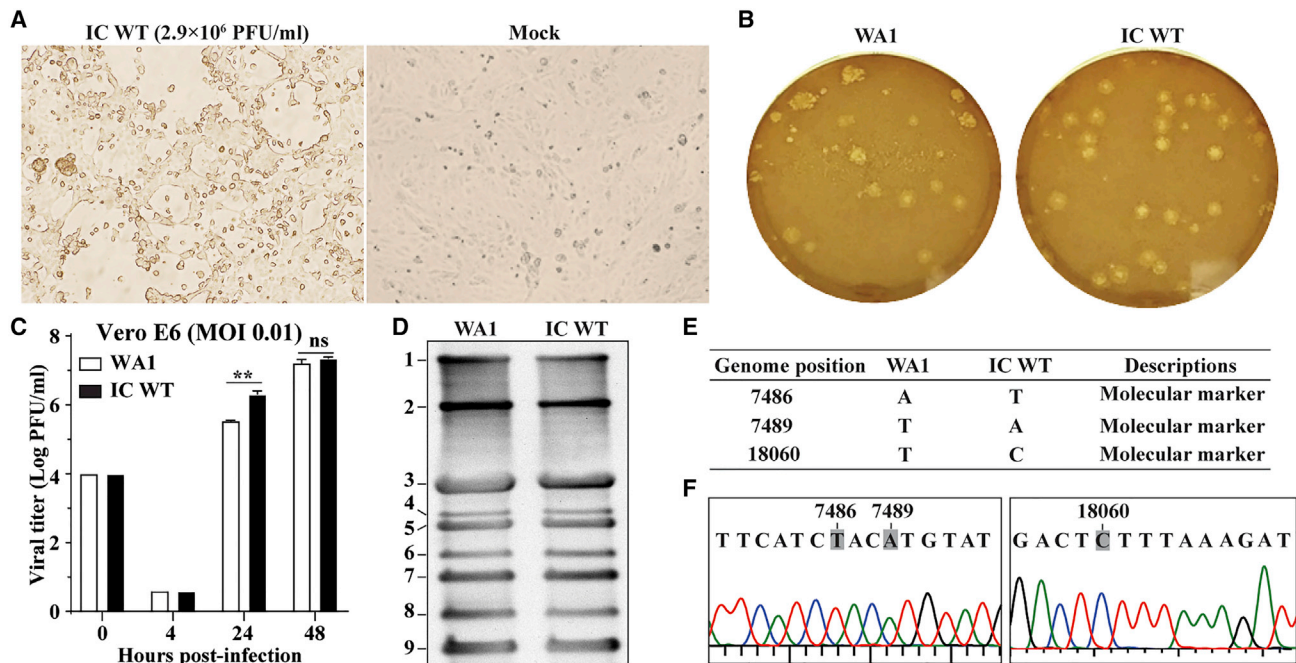 A
IC WT (2.9×10⁶ PFU/ml)
Mock
B
WA1
IC WT
C
Vero E6 (MOI 0.01)
WA1
IC WT
**
ns
8
6
4
2
0
Viral titer (Log PFU/ml)
0 4 24 48
Hours post-infection
D
WA1 IC WT
1
2
3
4
5
6
7
8
9
E
Genome position WA1 IC WT Descriptions
7486 A T Molecular marker
7489 T A Molecular marker
18060 T C Molecular marker
F
7486 7489
T T C A T C T A C A T G T A T
18060
G A C T C T T T A A A G A T